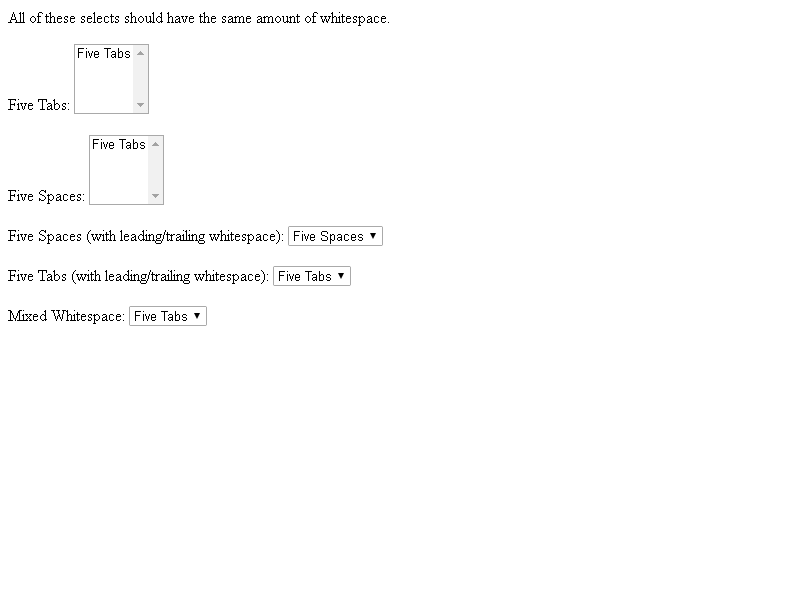 All of these selects should have the same amount of whitespace.
Five Tabs
Five Tabs:
Five Tabs
Five Spaces:
Five Spaces (with leading/trailing whitespace): Five Spaces
Five Tabs (with leading/trailing whitespace): Five Tabs
Mixed Whitespace: Five Tabs